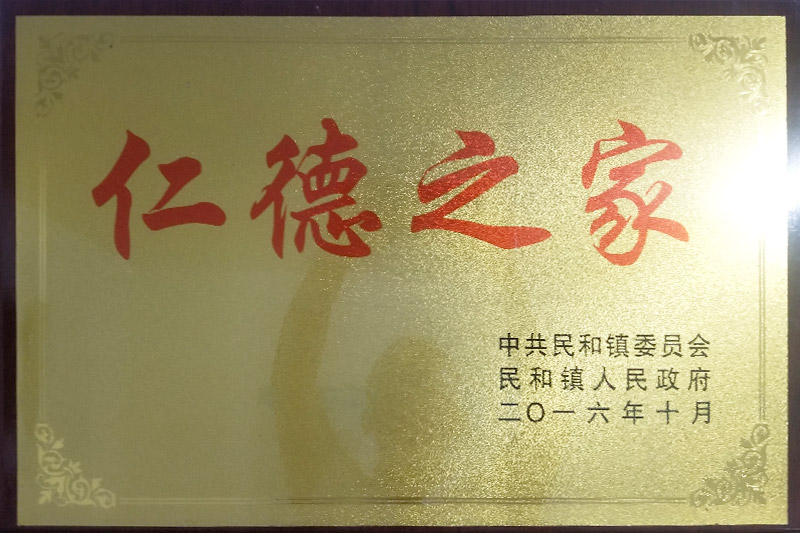 仁德之家
中共民和镇委员会
民和镇人民政府
二〇一六年十月